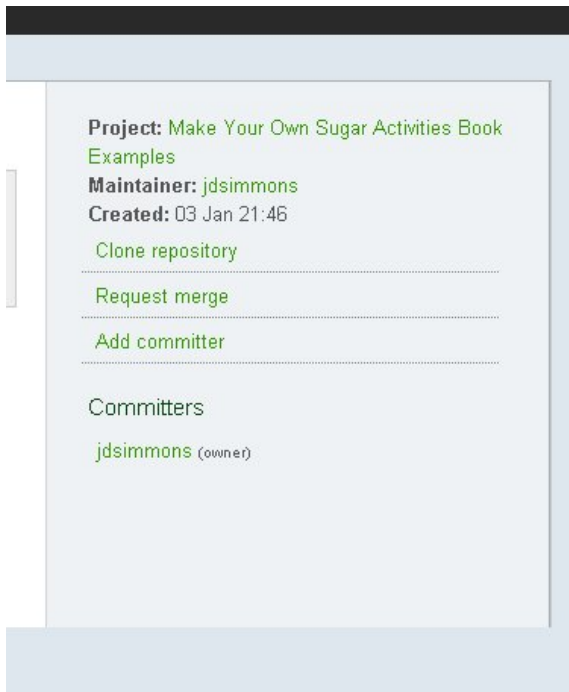 Project: Make Your Own Sugar Activities Book
Examples
Maintainer: jdsimmons
Created: 03 Jan 21:46
Clone repository
Request merge
Add committer
Committers
jdsimmons (owner)